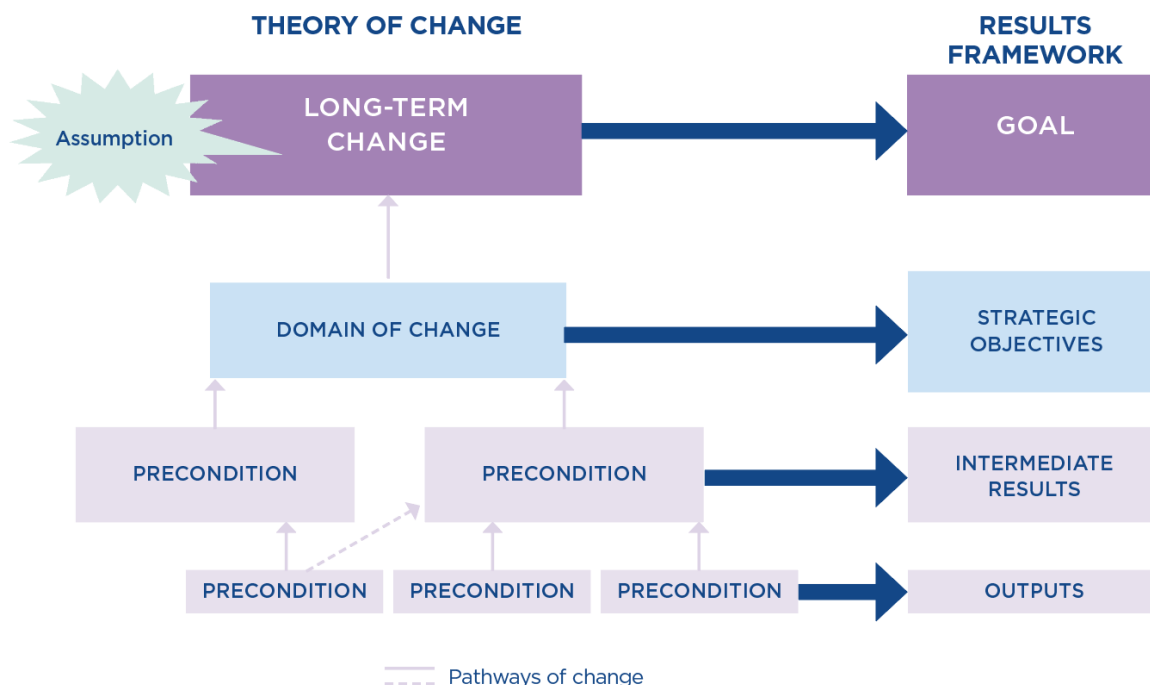 THEORY OF CHANGE
RESULTS
FRAMEWORK
Assumption
LONG-TERM
CHANGE
GOAL
DOMAIN OF CHANGE
STRATEGIC
OBJECTIVES
PRECONDITION
PRECONDITION
INTERMEDIATE
RESULTS
PRECONDITION
PRECONDITION
PRECONDITION
OUTPUTS
Pathways of change